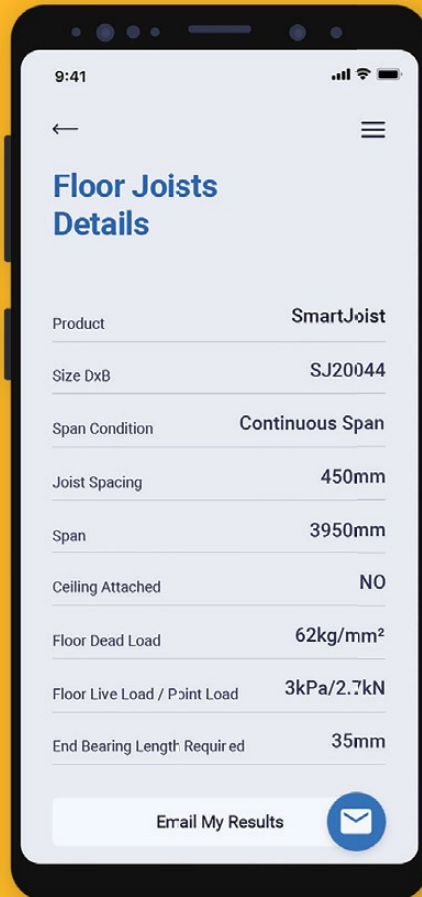 9:41
Floor Joists
Details
Product SmartJoist
Size DxB SJ20044
Span Condition Continuous Span
Joist Spacing 450mm
Span 3950mm
Ceiling Attached NO
Floor Dead Load 62kg/mm²
Floor Live Load / Point Load 3kPa/2.7kN
End Bearing Length Required 35mm
Email My Results